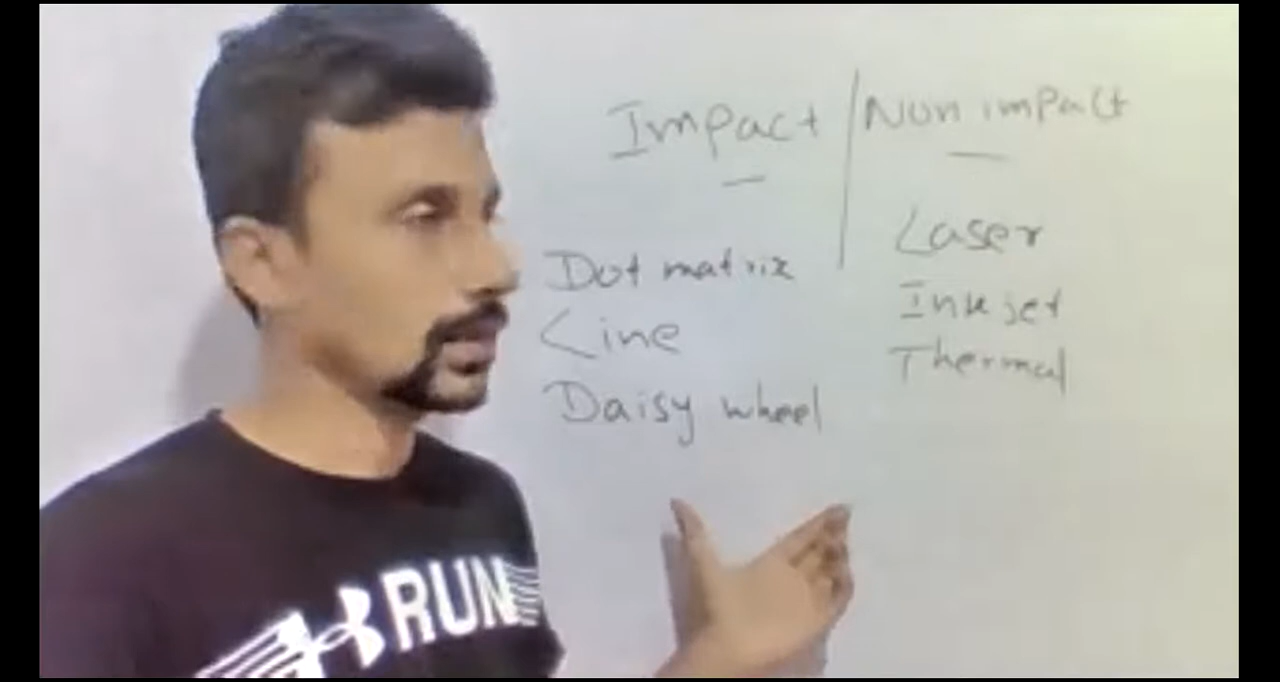 Impact
Dot matrix
Line
Daisy wheel
Non impact
Laser
Inkjet
Thermal
RUN